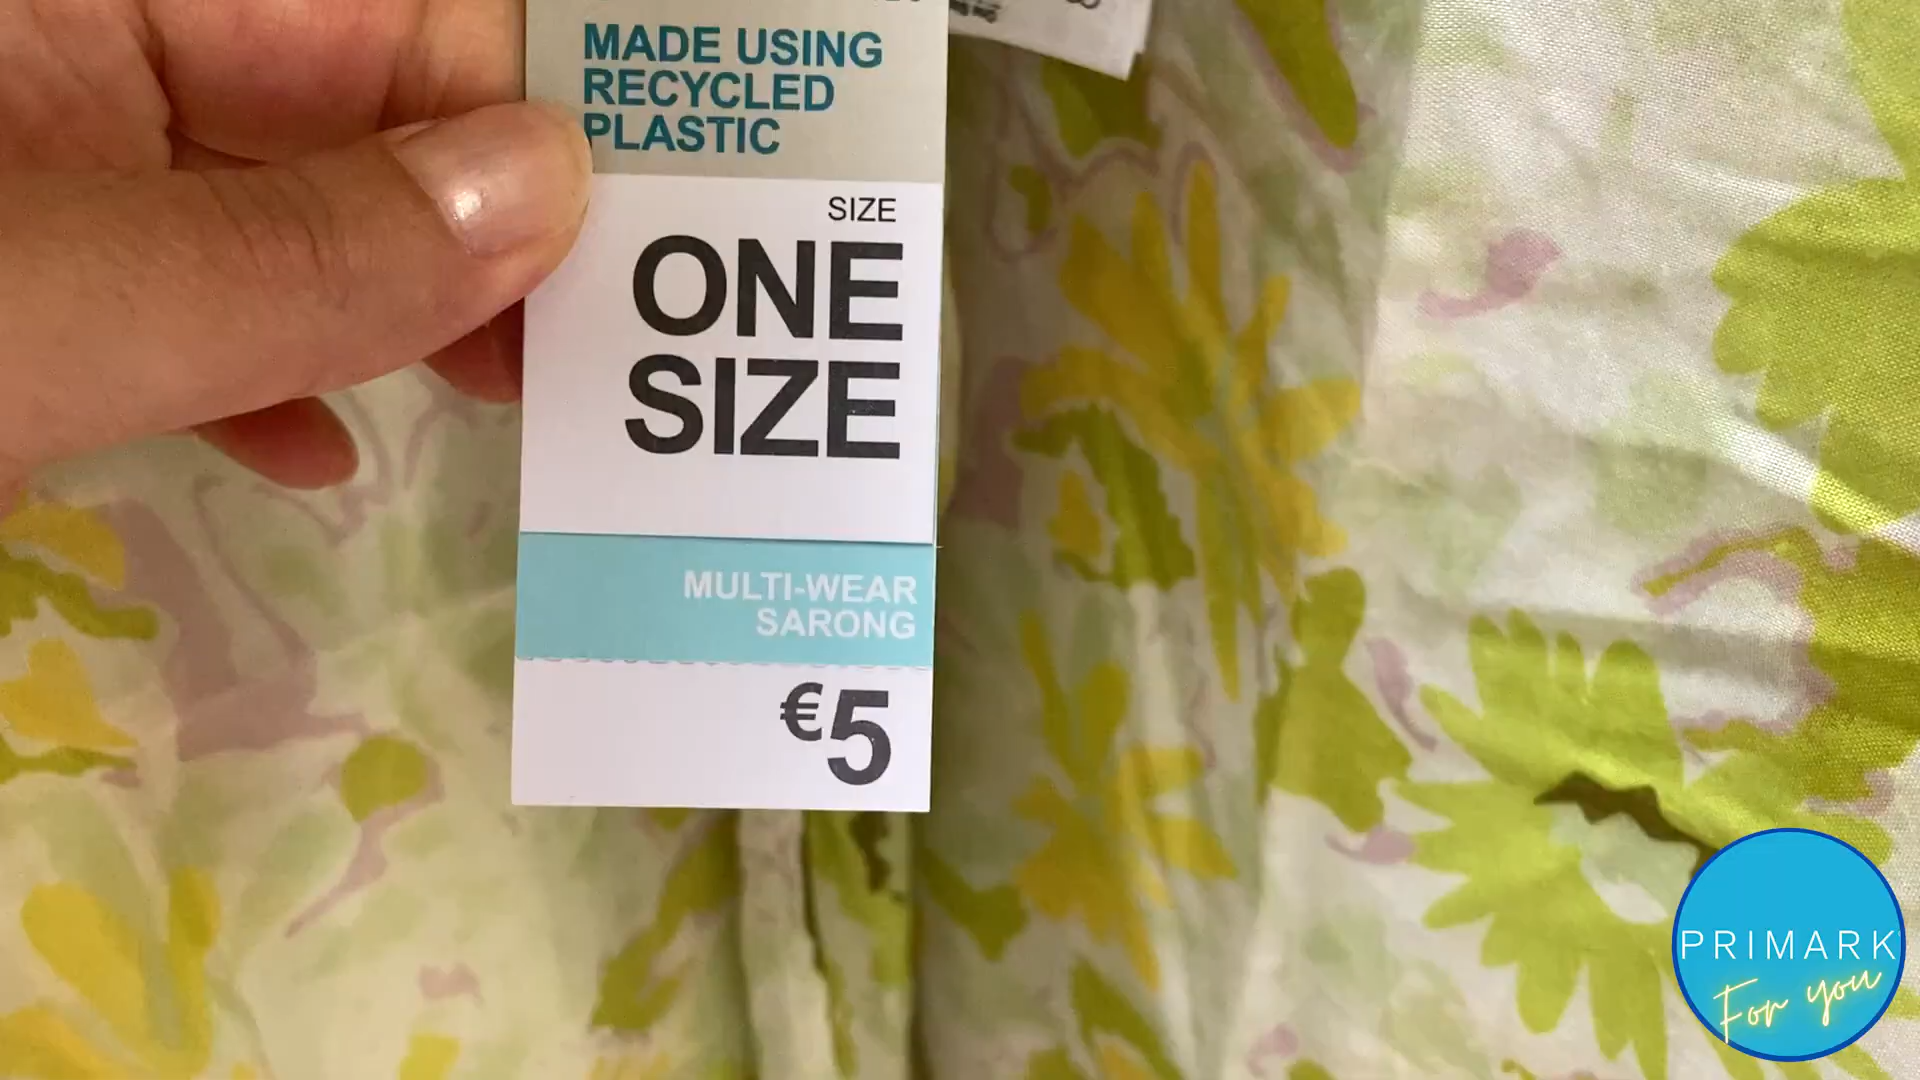 MADE USING
RECYCLED
PLASTIC
SIZE
ONE
SIZE
MULTI-WEAR
SARONG
€5
PRIMARK
For you